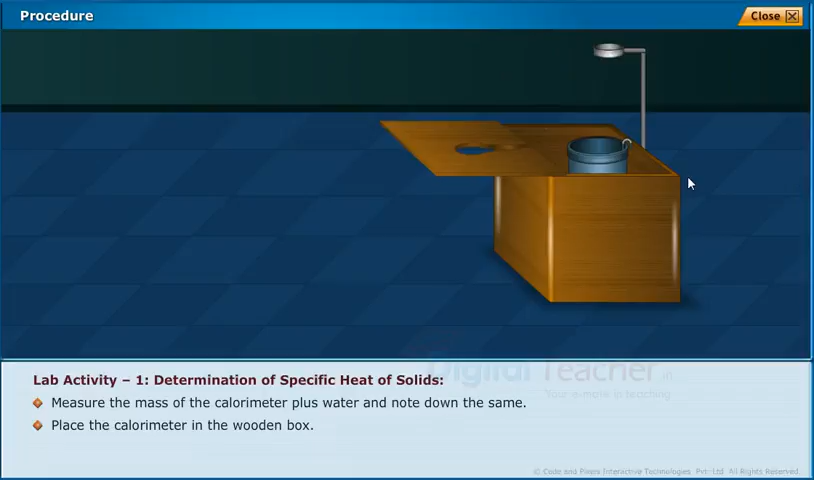 Procedure
Close
Lab Activity – 1: Determination of Specific Heat of Solids:
Measure the mass of the calorimeter plus water and note down the same.
Place the calorimeter in the wooden box.
Digital Teacher.in
Your e-mate in teaching
© Code and Pixels Interactive Technologies Pvt. Ltd. All Rights Reserved.